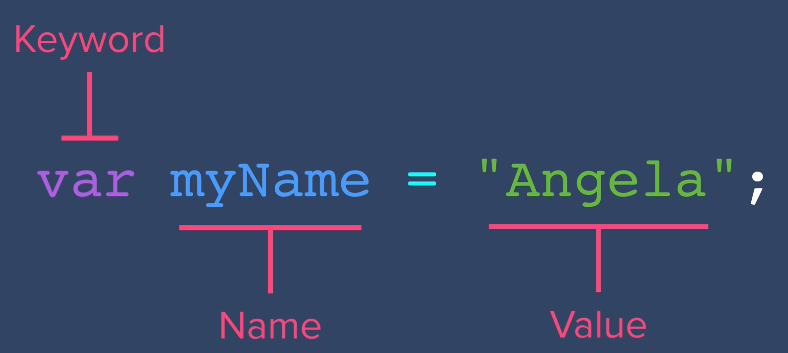 Keyword
var myName = "Angela";
Name
Value